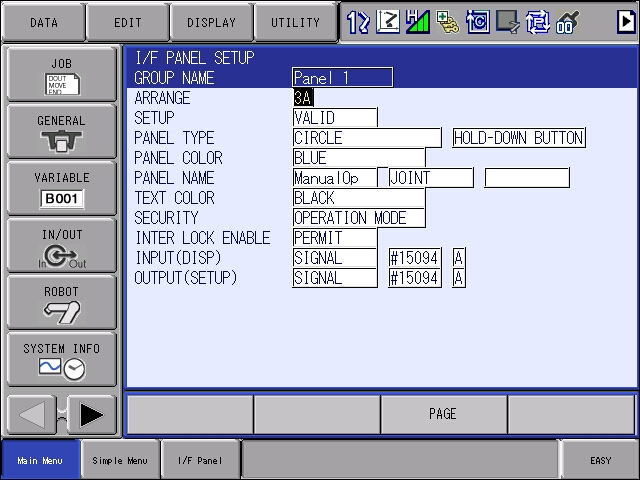 DATA EDIT DISPLAY UTILITY
JOB
DOUT
MOVE
END
GENERAL
VARIABLE
B001
IN/OUT
In Out
ROBOT
SYSTEM INFO
I/F PANEL SETUP
GROUP NAME Panel 1
ARRANGE 3A
SETUP VALID
PANEL TYPE CIRCLE HOLD-DOWN BUTTON
PANEL COLOR BLUE
PANEL NAME ManualOp JOINT
TEXT COLOR BLACK
SECURITY OPERATION MODE
INTER LOCK ENABLE PERMIT
INPUT(DISP) SIGNAL #15094 A
OUTPUT(SETUP) SIGNAL #15094 A
PAGE
Main Menu Simple Menu I/F Panel EASY